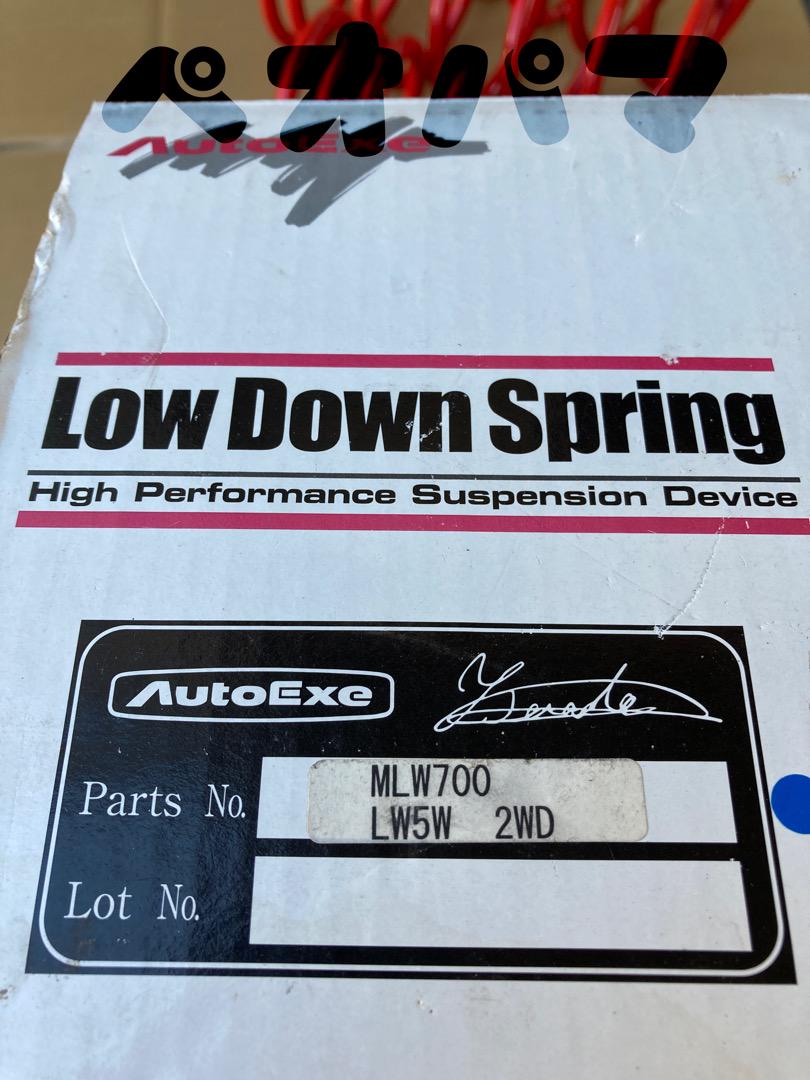 ペオパマ
AutoExe
Low Down Spring
High Performance Suspension Device
AutoExe
Parts No.
MLW700
LW5W 2WD
Lot No.